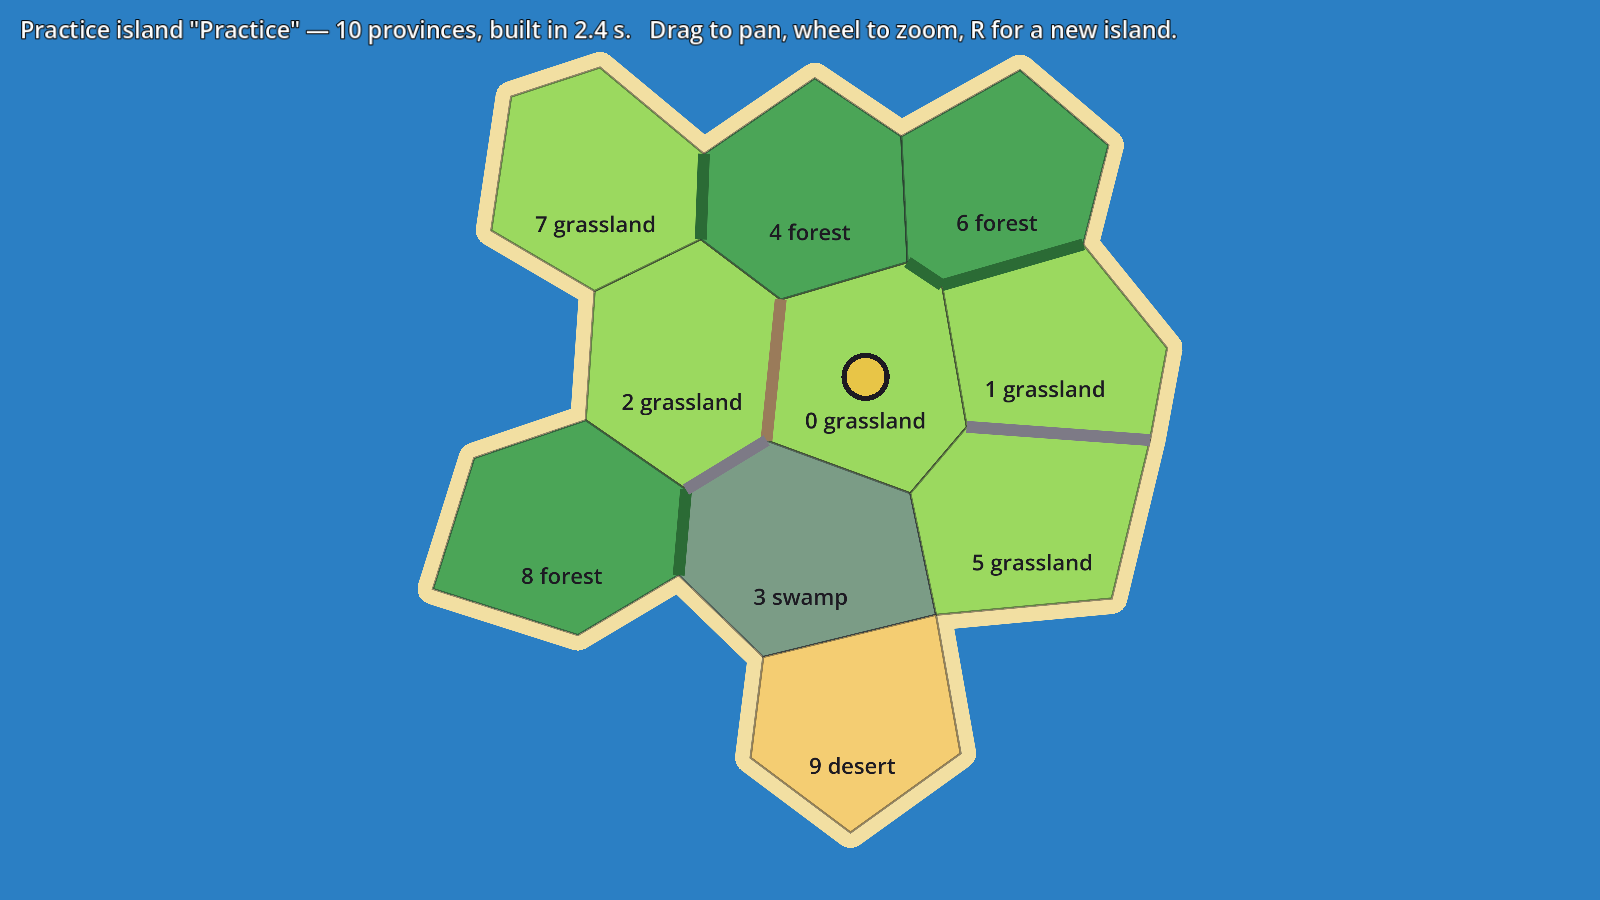 Practice island "Practice" — 10 provinces, built in 2.4 s.   Drag to pan, wheel to zoom, R for a new island.
7 grassland
4 forest
6 forest
2 grassland
0 grassland
1 grassland
8 forest
3 swamp
5 grassland
9 desert